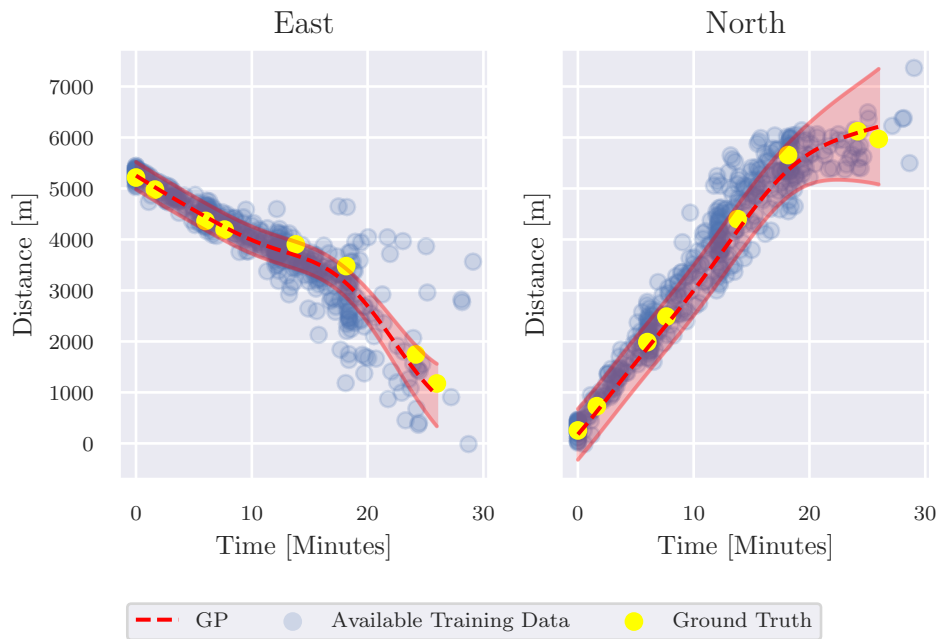 East
North
Distance [m]
7000
6000
5000
4000
3000
2000
1000
0
0
10
20
30
Time [Minutes]
Distance [m]
0
10
20
30
Time [Minutes]
GP
Available Training Data
Ground Truth